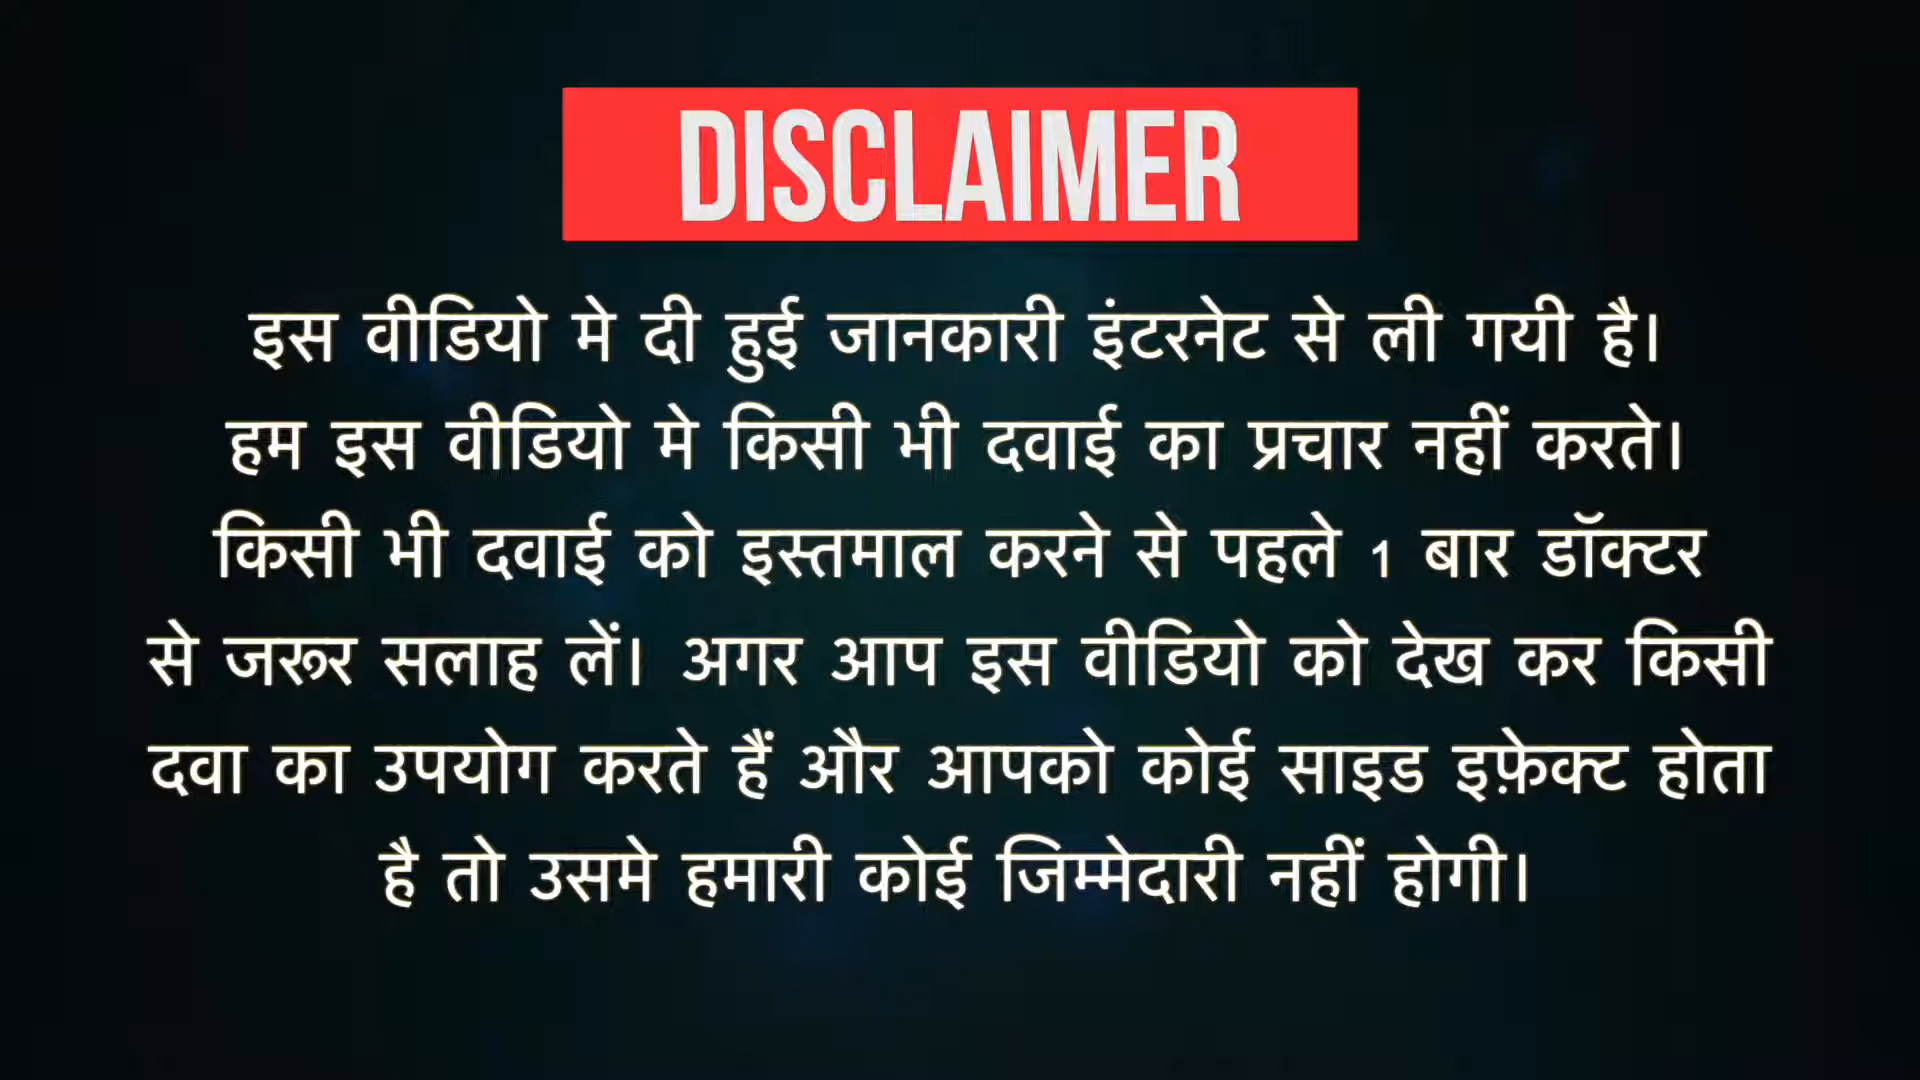 DISCLAIMER
इस वीडियो मे दी हुई जानकारी इंटरनेट से ली गयी है।
हम इस वीडियो मे किसी भी दवाई का प्रचार नहीं करते।
किसी भी दवाई को इस्तमाल करने से पहले 1 बार डॉक्टर
से जरूर सलाह लें। अगर आप इस वीडियो को देख कर किसी
दवा का उपयोग करते हैं और आपको कोई साइड इफ़ेक्ट होता
है तो उसमे हमारी कोई जिम्मेदारी नहीं होगी।